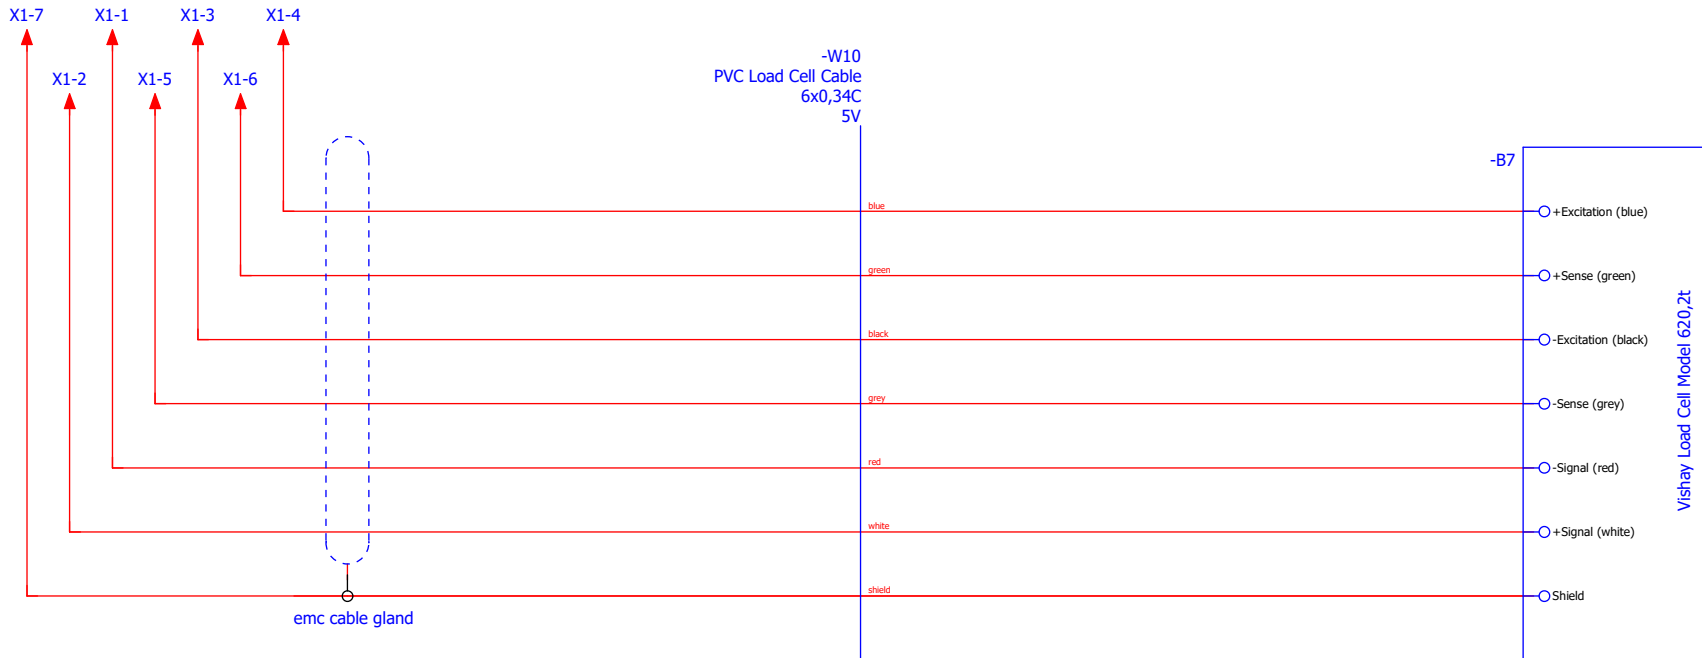 X1-7
X1-1
X1-3
X1-4
X1-2
X1-5
X1-6
-W10
PVC Load Cell Cable
6x0,34C
5V
-B7
blue
+Excitation (blue)
green
+Sense (green)
black
-Excitation (black)
grey
-Sense (grey)
red
-Signal (red)
white
+Signal (white)
shield
Shield
emc cable gland
Vishay Load Cell Model 620,2t